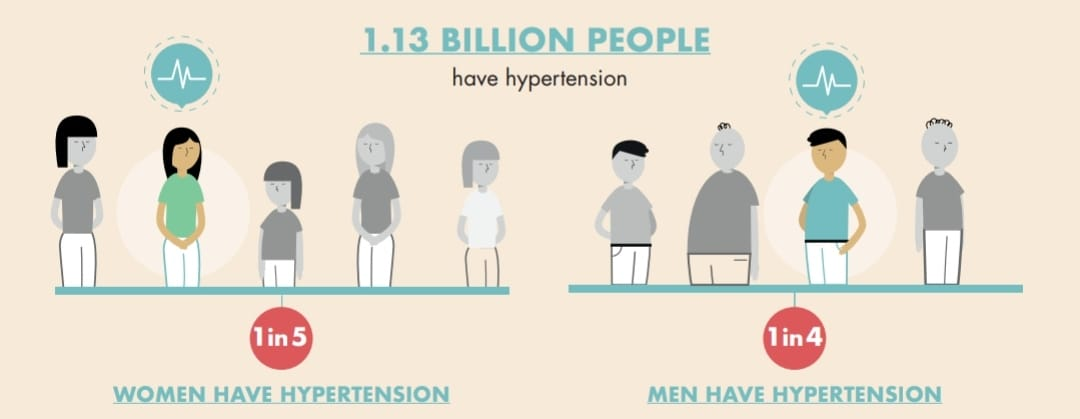 1.13 BILLION PEOPLE
have hypertension
1 in 5
WOMEN HAVE HYPERTENSION
1 in 4
MEN HAVE HYPERTENSION